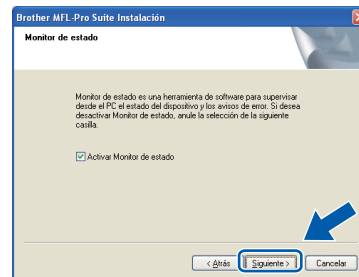 Brother MFL-Pro Suite Instalación
Monitor de estado
Monitor de estado es una herramienta de software para supervisar
desde el PC el estado del dispositivo y los avisos de error. Si desea
desactivar Monitor de estado, anule la selección de la siguiente
casilla.
Activar Monitor de estado
< Atrás
Siguiente >
Cancelar